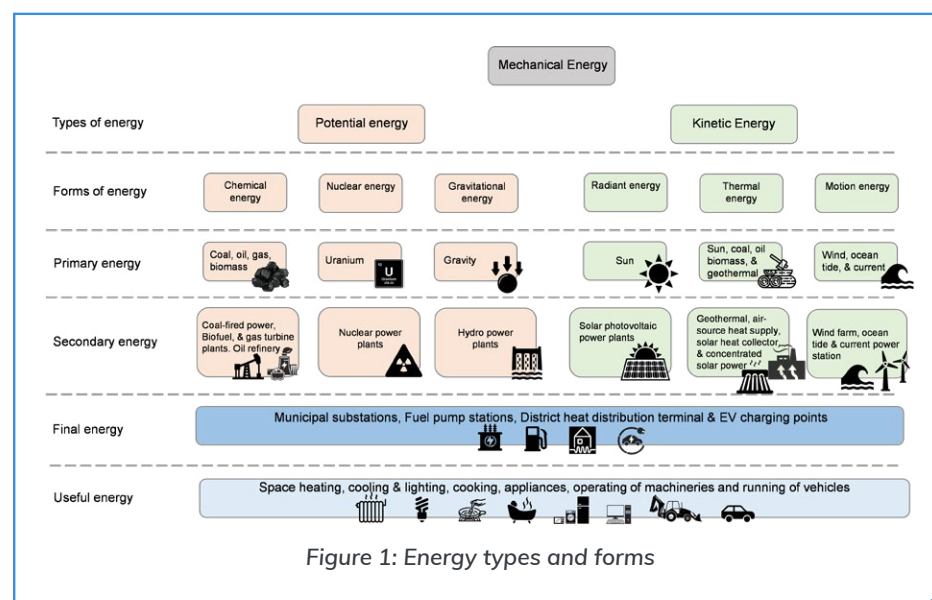 Mechanical Energy
Types of energy
Potential energy
Kinetic Energy
Forms of energy
Chemical
energy
Nuclear energy
Gravitational
energy
Radiant energy
Thermal
energy
Motion energy
Primary energy
Coal, oil, gas,
biomass
Uranium
U
Gravity
Sun
Sun, coal, oil
biomass, &
geothermal
Wind, ocean
tide, & current
Secondary energy
Coal-fired power,
Biofuel, & gas turbine
plants. Oil refinery
Nuclear power
plants
Hydro power
plants
Solar photovoltaic
power plants
Geothermal, air-
source heat supply,
solar heat collector
& concentrated
solar power
Wind farm, ocean
tide & current power
station
Final energy
Municipal substations, Fuel pump stations, District heat distribution terminal & EV charging points
Useful energy
Space heating, cooling & lighting, cooking, appliances, operating of machineries and running of vehicles
Figure 1: Energy types and forms